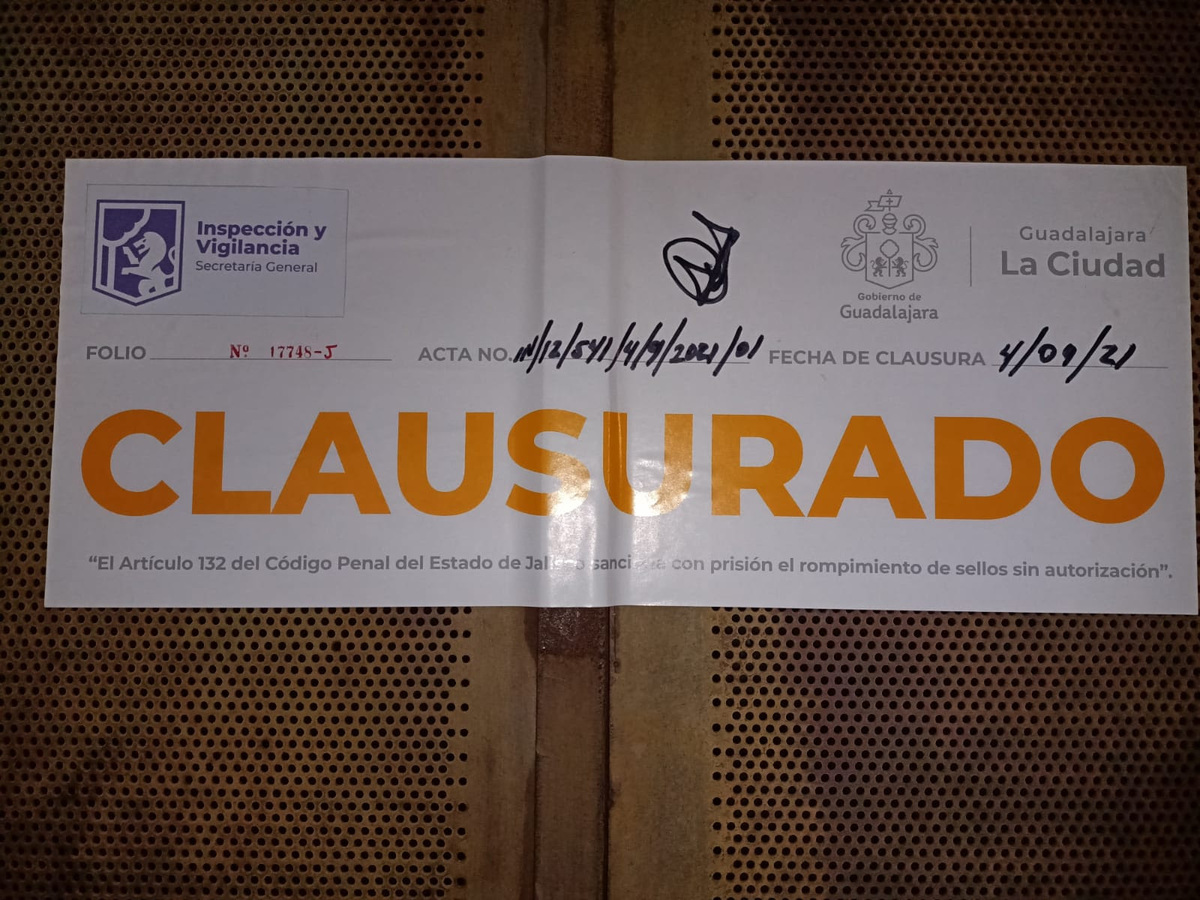 Inspección y
Vigilancia
Secretaría General
Gobierno de
Guadalajara
Guadalajara
La Ciudad
FOLIO Nº 17748-J ACTA NO. /12/541/4/9/2021/01 FECHA DE CLAUSURA 4/09/21
CLAUSURADO
“El Artículo 132 del Código Penal del Estado de Jalisco sanciona con prisión el rompimiento de sellos sin autorización”.